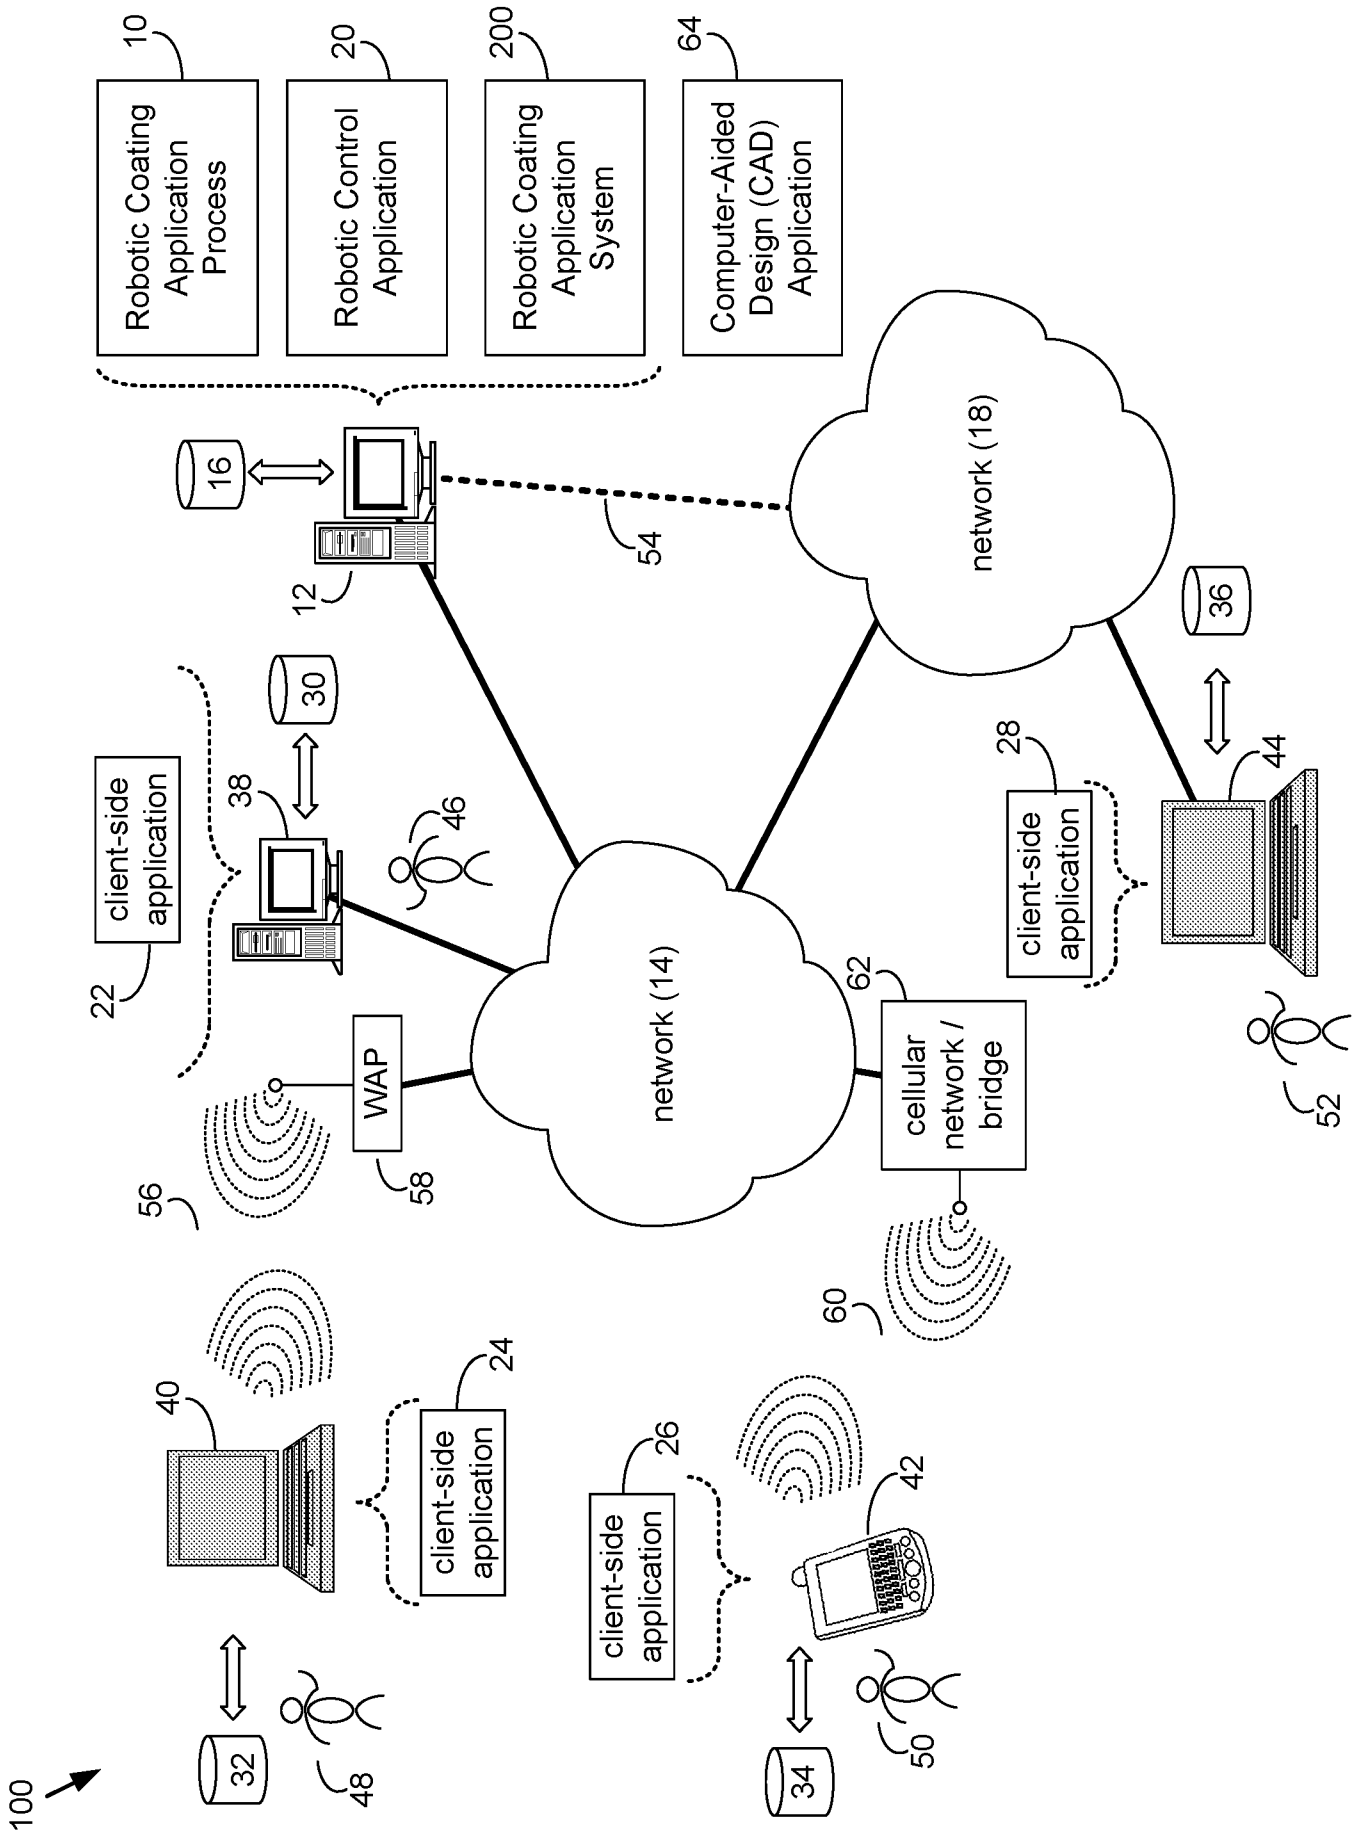 100
32
48
40
56
58
WAP
22
client-side
application
38
30
46
12
16
10
Robotic Coating
Application
Process
20
Robotic Control
Application
200
Robotic Coating
Application
System
64
Computer-Aided
Design (CAD)
Application
24
client-side
application
26
client-side
application
34
50
42
60
62
cellular
network /
bridge
network (14)
54
network (18)
28
client-side
application
44
36
52